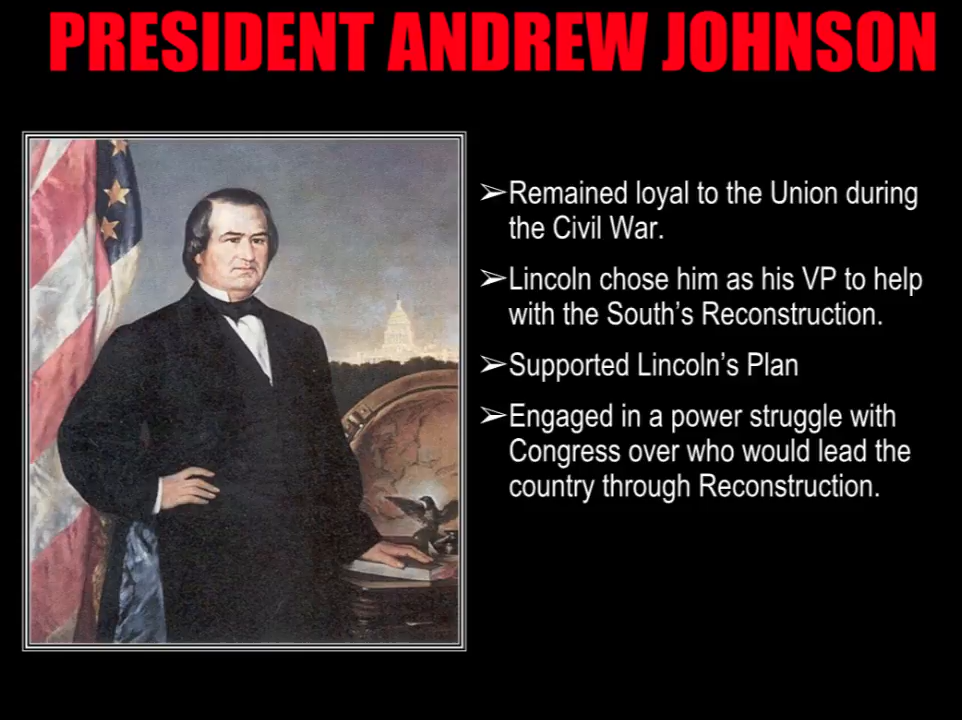 PRESIDENT ANDREW JOHNSON
➢Remained loyal to the Union during
the Civil War.
➢Lincoln chose him as his VP to help
with the South’s Reconstruction.
➢Supported Lincoln’s Plan
➢Engaged in a power struggle with
Congress over who would lead the
country through Reconstruction.